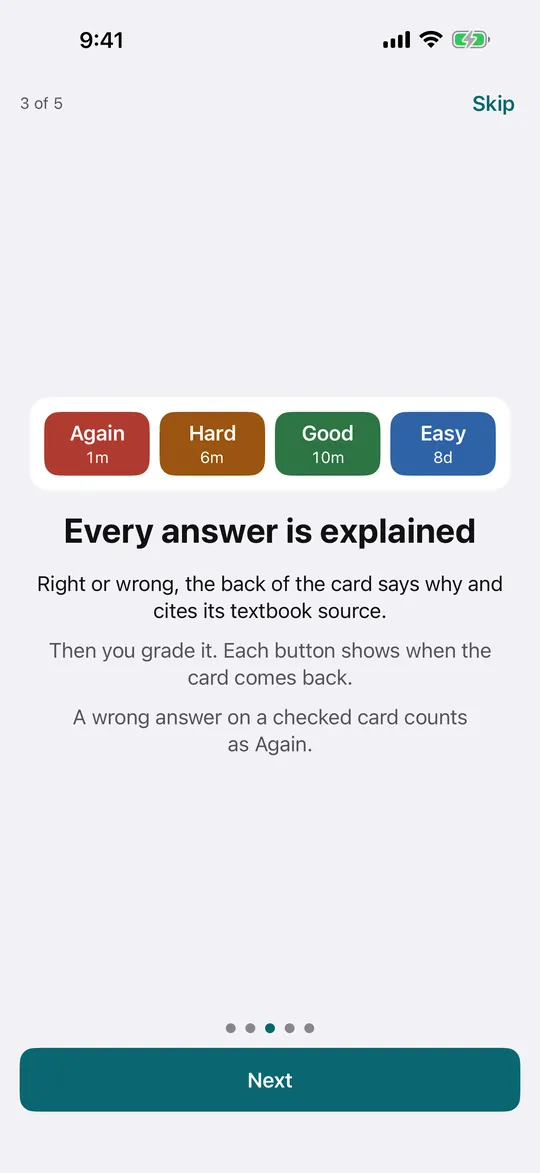 9:41
3 of 5
Skip
Again
1m
Hard
6m
Good
10m
Easy
8d
Every answer is explained
Right or wrong, the back of the card says why and
cites its textbook source.
Then you grade it. Each button shows when the
card comes back.
A wrong answer on a checked card counts
as Again.
Next